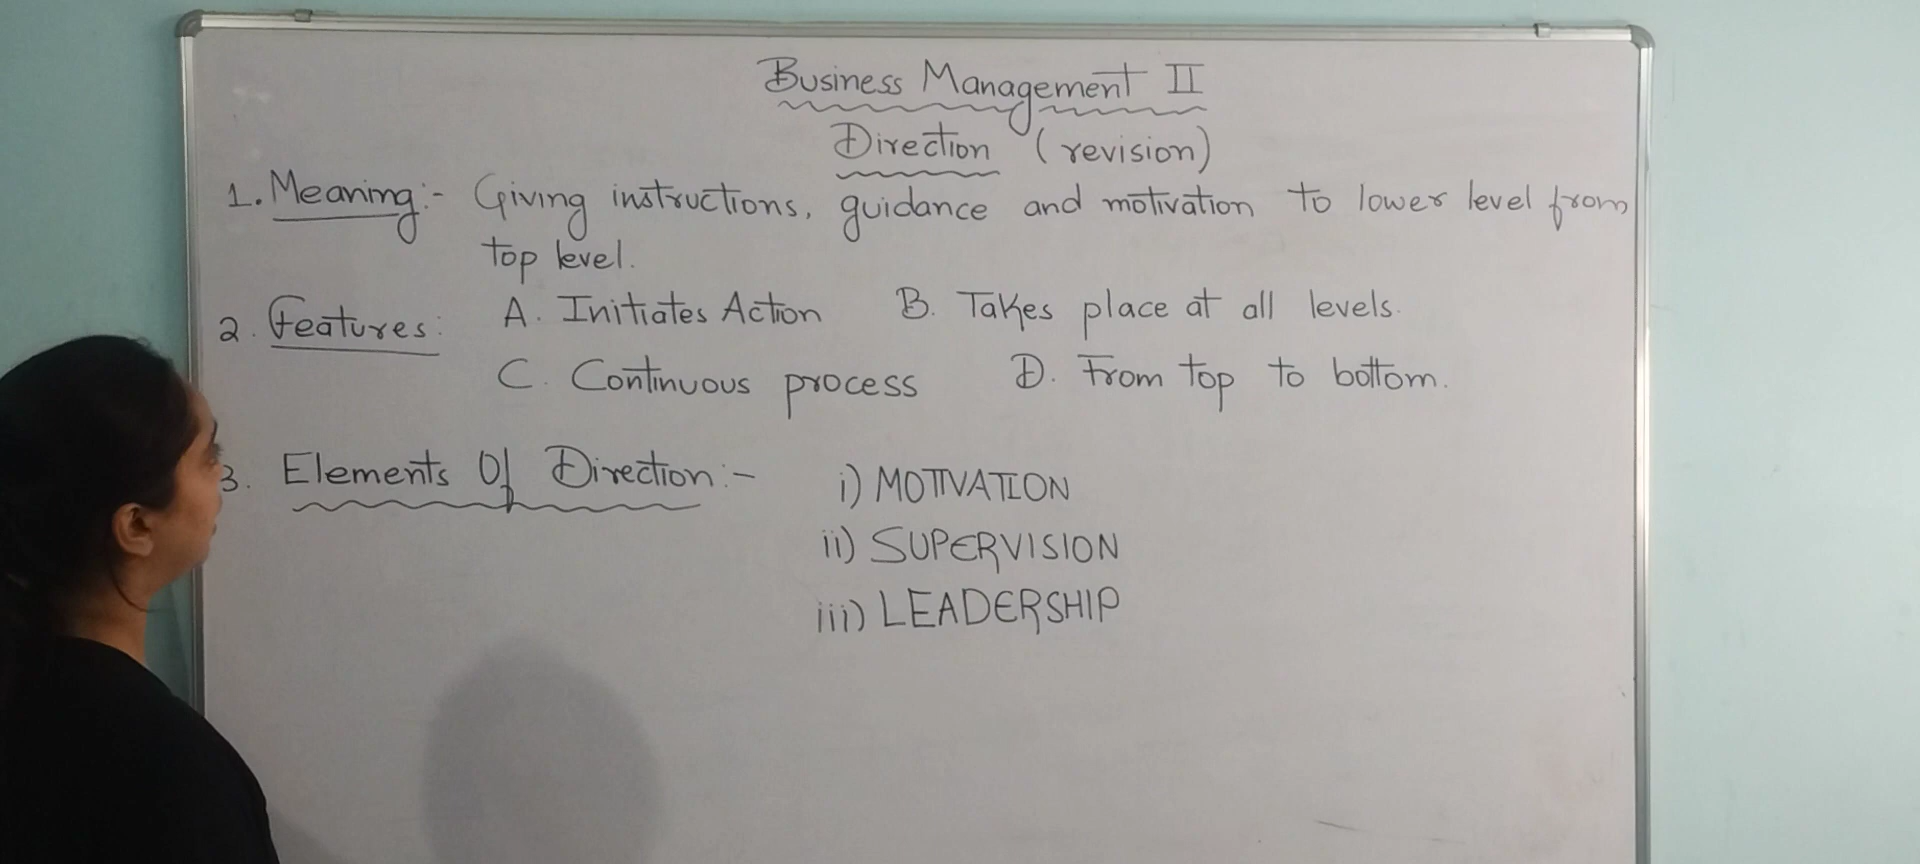 Business Management II
Direction (revision)
1. Meaning:- Giving instructions, guidance and motivation to lower level from
top level.
2. Features: A. Initiates Action B. Takes place at all levels.
C. Continuous process D. From top to bottom.
3. Elements Of Direction:- i) MOTIVATION
ii) SUPERVISION
iii) LEADERSHIP